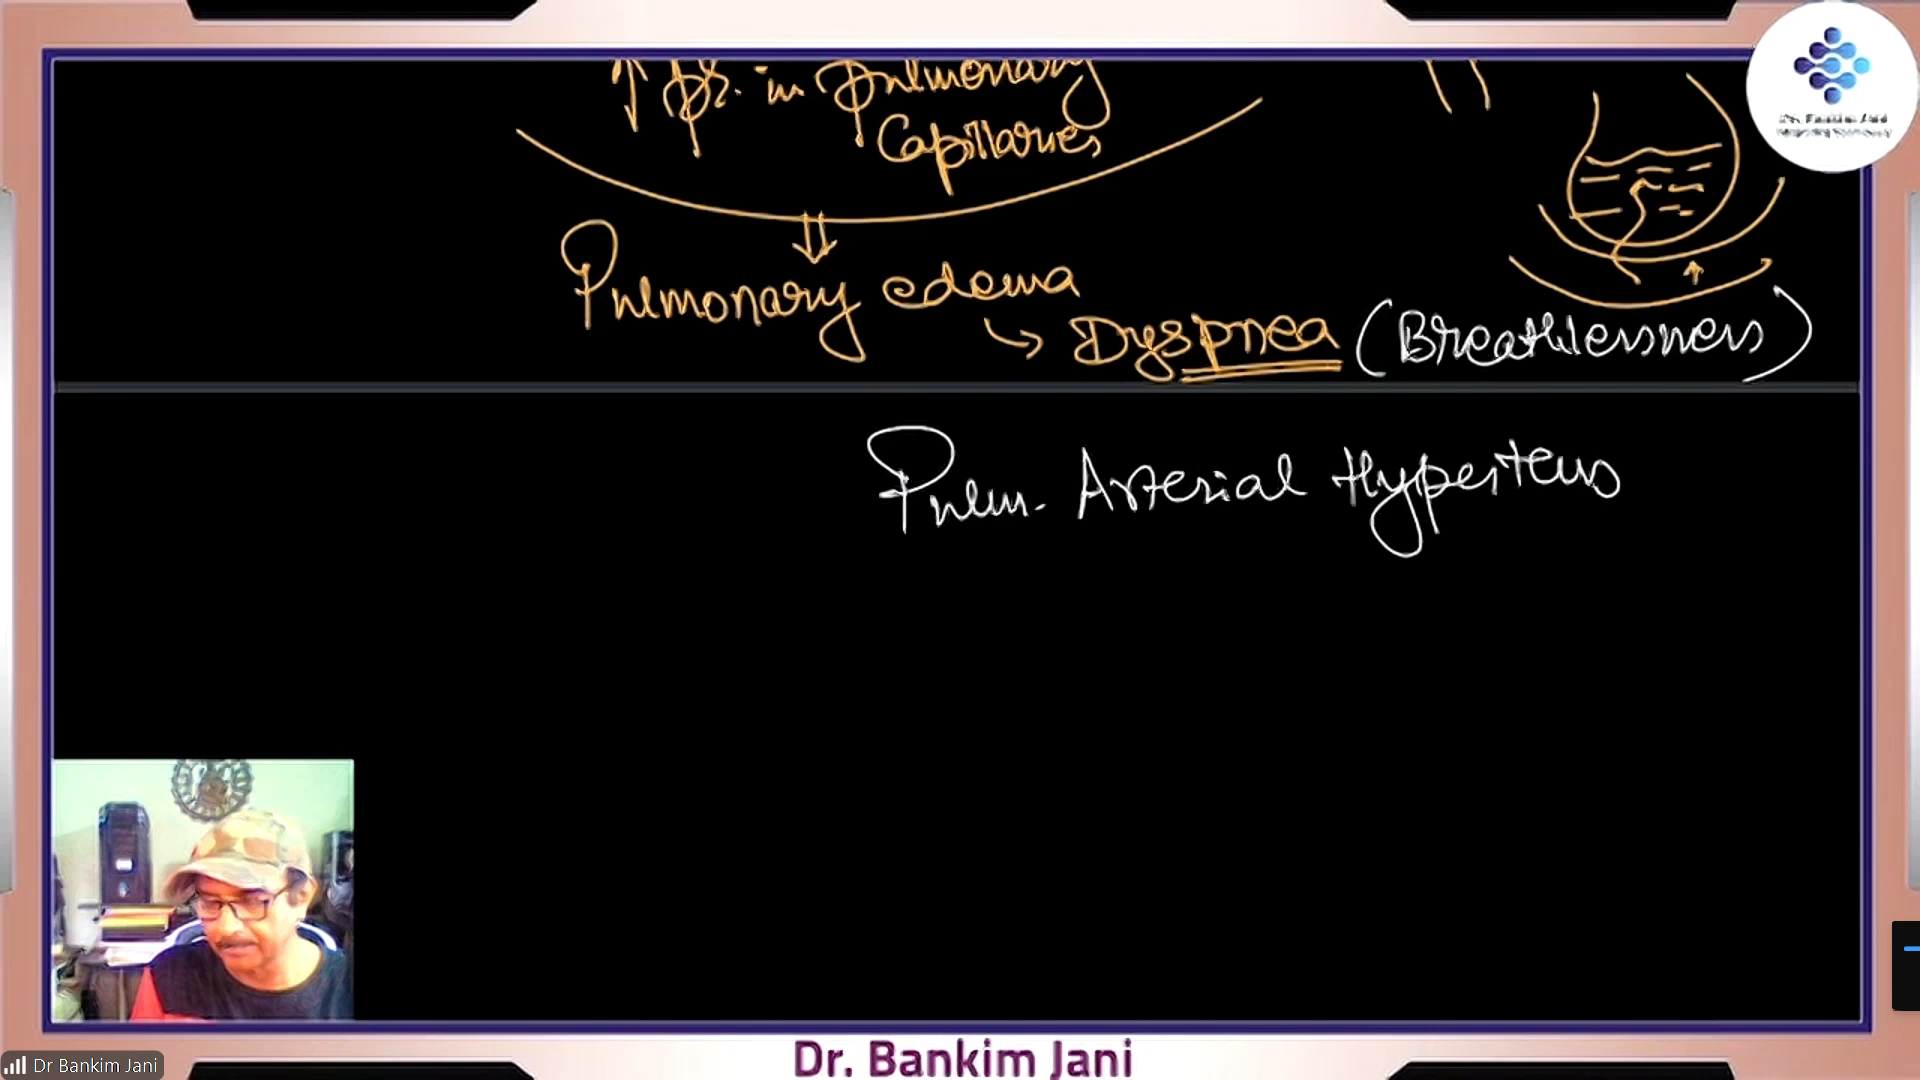 ↑ pr. in pulmonary
Capillaries
⇓
Pulmonary edema
↳ Dyspnea (Breathlessness)
Pulm. Arterial Hypertens
Dr. Bankim Jani
Dr Bankim Jani